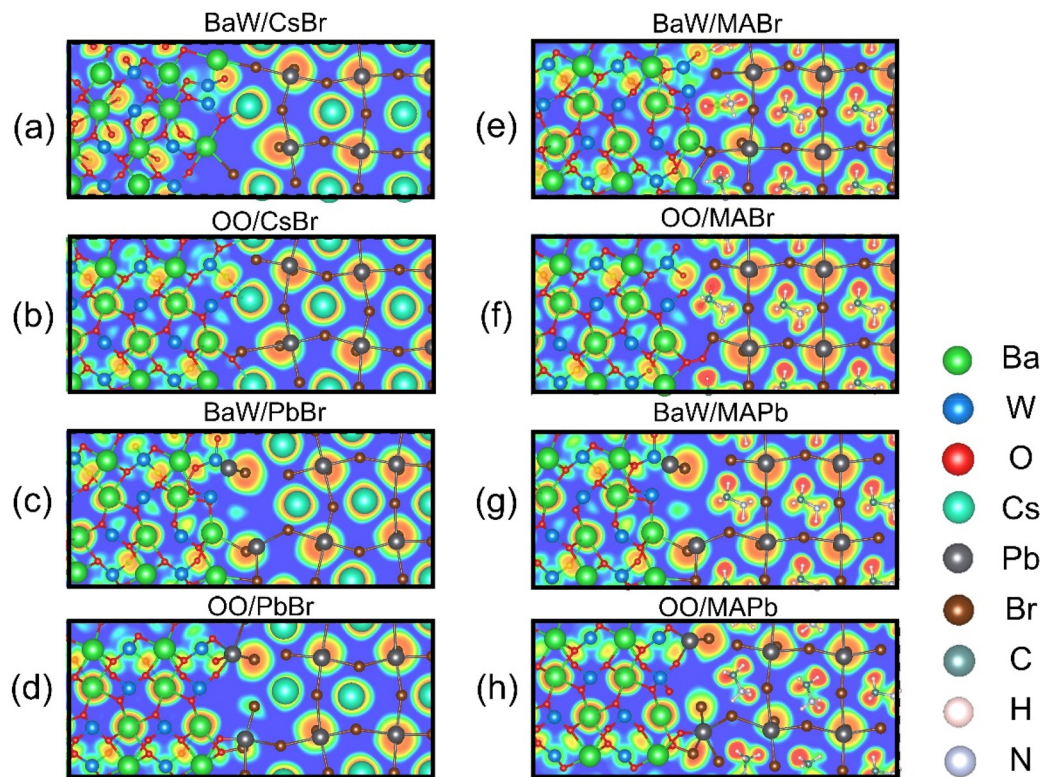 BaW/CsBr
(a)
OO/CsBr
(b)
BaW/PbBr
(c)
OO/PbBr
(d)
BaW/MABr
(e)
OO/MABr
(f)
BaW/MAPb
(g)
OO/MAPb
(h)
Ba
W
O
Cs
Pb
Br
C
H
N